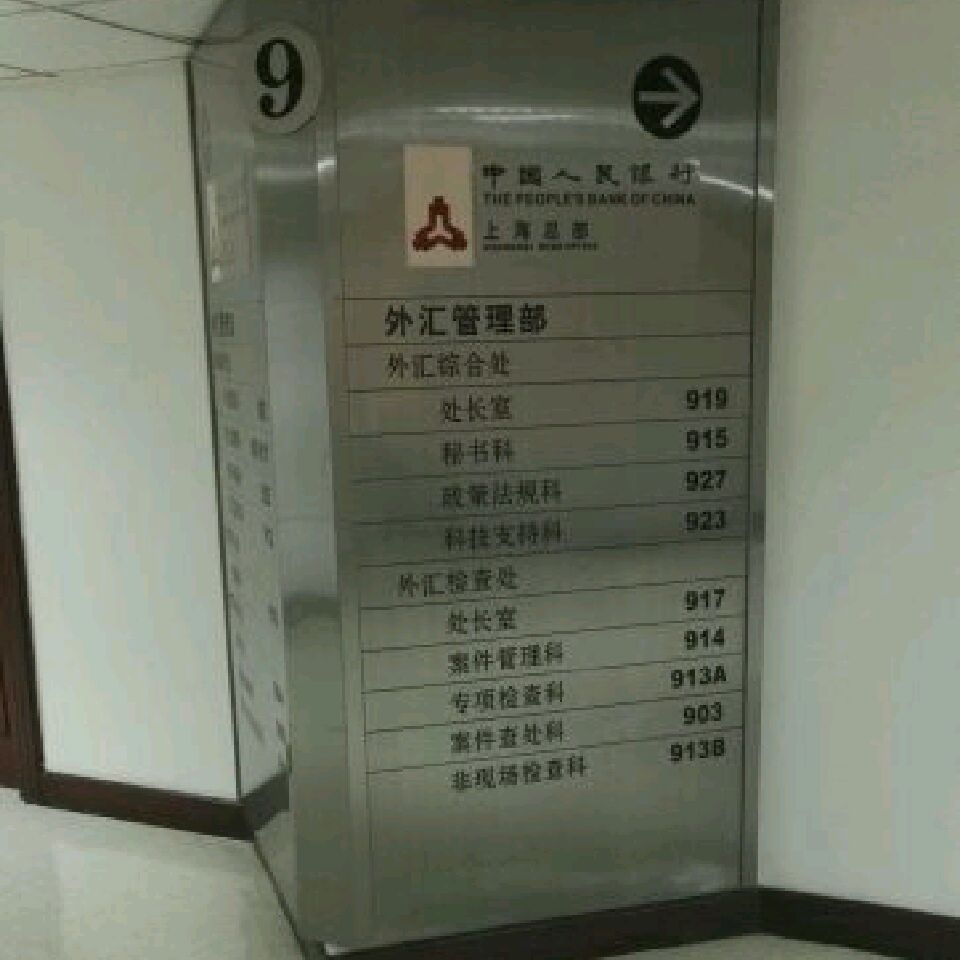 9
中国人民银行
THE PEOPLE'S BANK OF CHINA
上海总部
外汇管理部
外汇综合处
处长室 919
秘书科 915
政策法规科 927
科技支持科 923
外汇检查处
处长室 917
案件管理科 914
专项检查科 913A
案件查处科 903
非现场检查科 913B